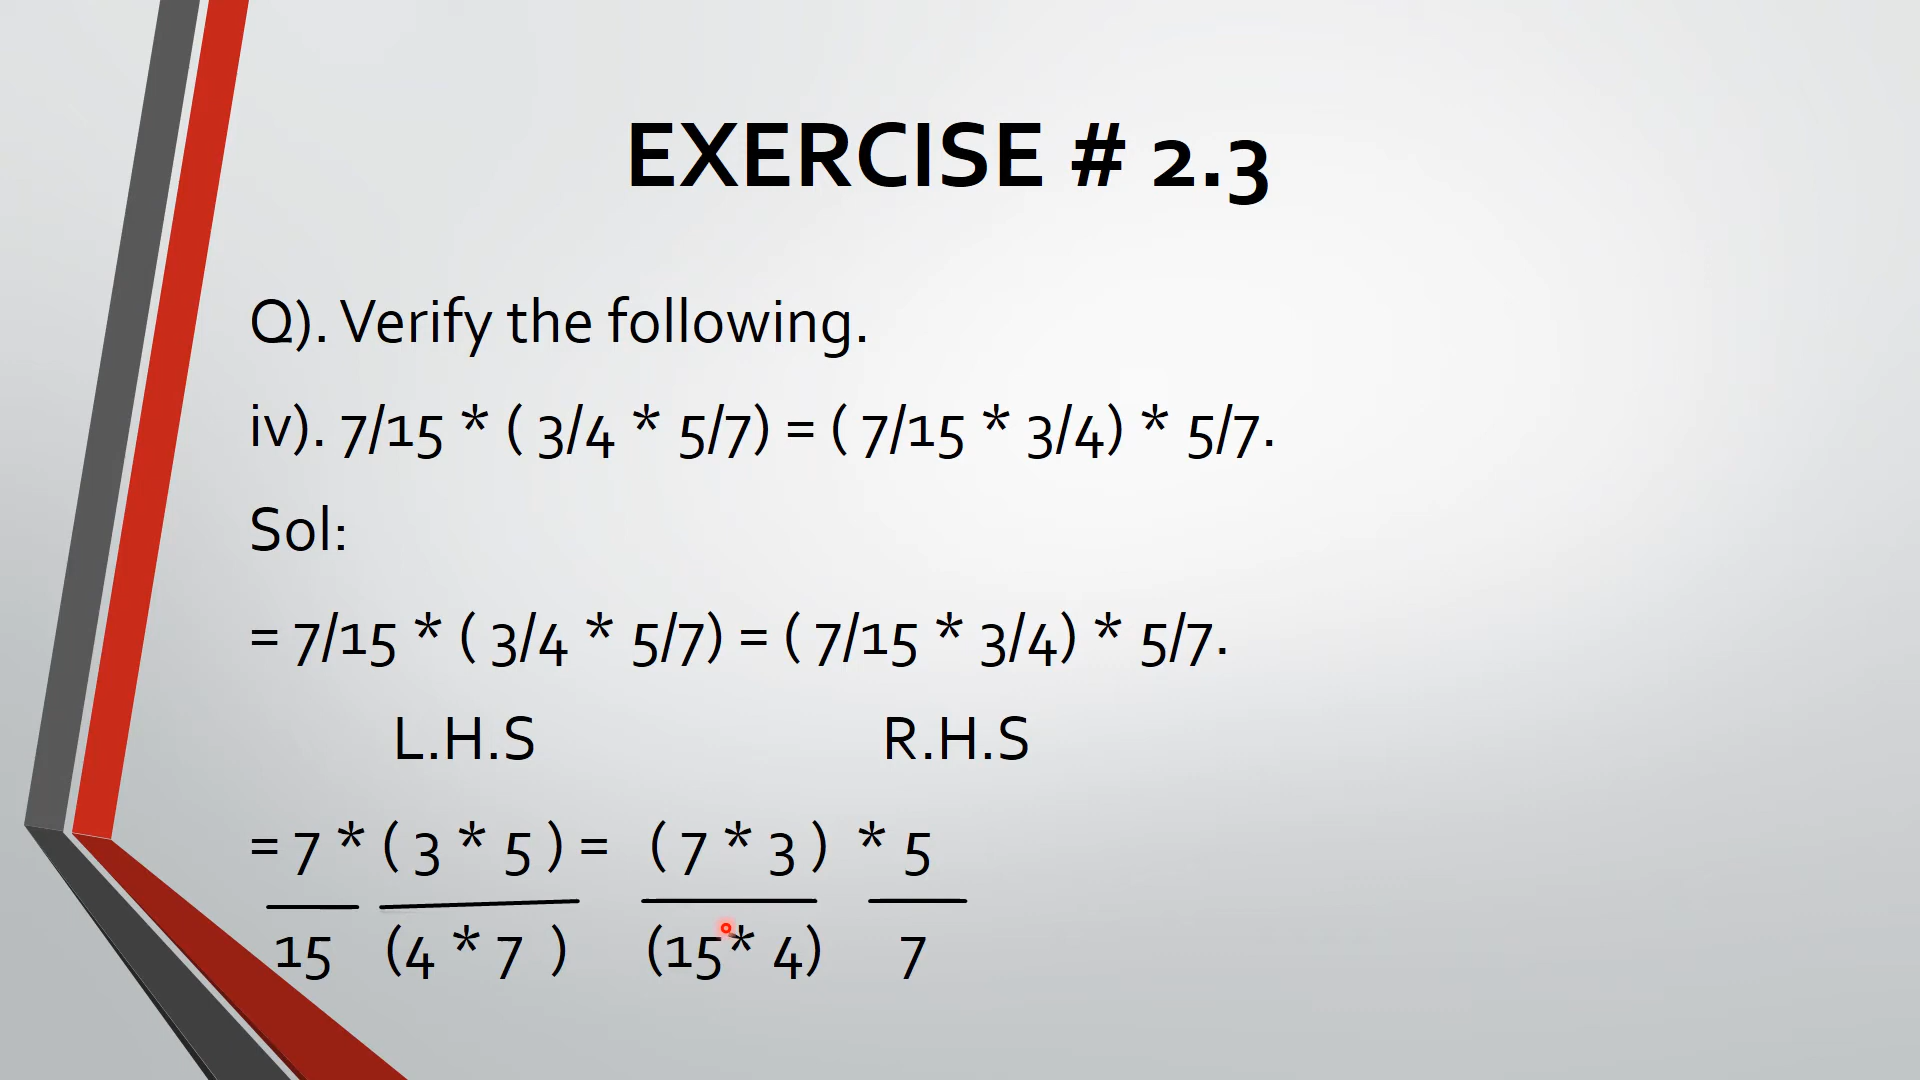 EXERCISE # 2.3
Q). Verify the following.
iv). 7/15 * ( 3/4 * 5/7) = ( 7/15 * 3/4) * 5/7.
Sol:
= 7/15 * ( 3/4 * 5/7) = ( 7/15 * 3/4) * 5/7.
L.H.S R.H.S
= 7 * ( 3 * 5 ) = ( 7 * 3 ) * 5
15 (4 * 7 ) (15* 4) 7